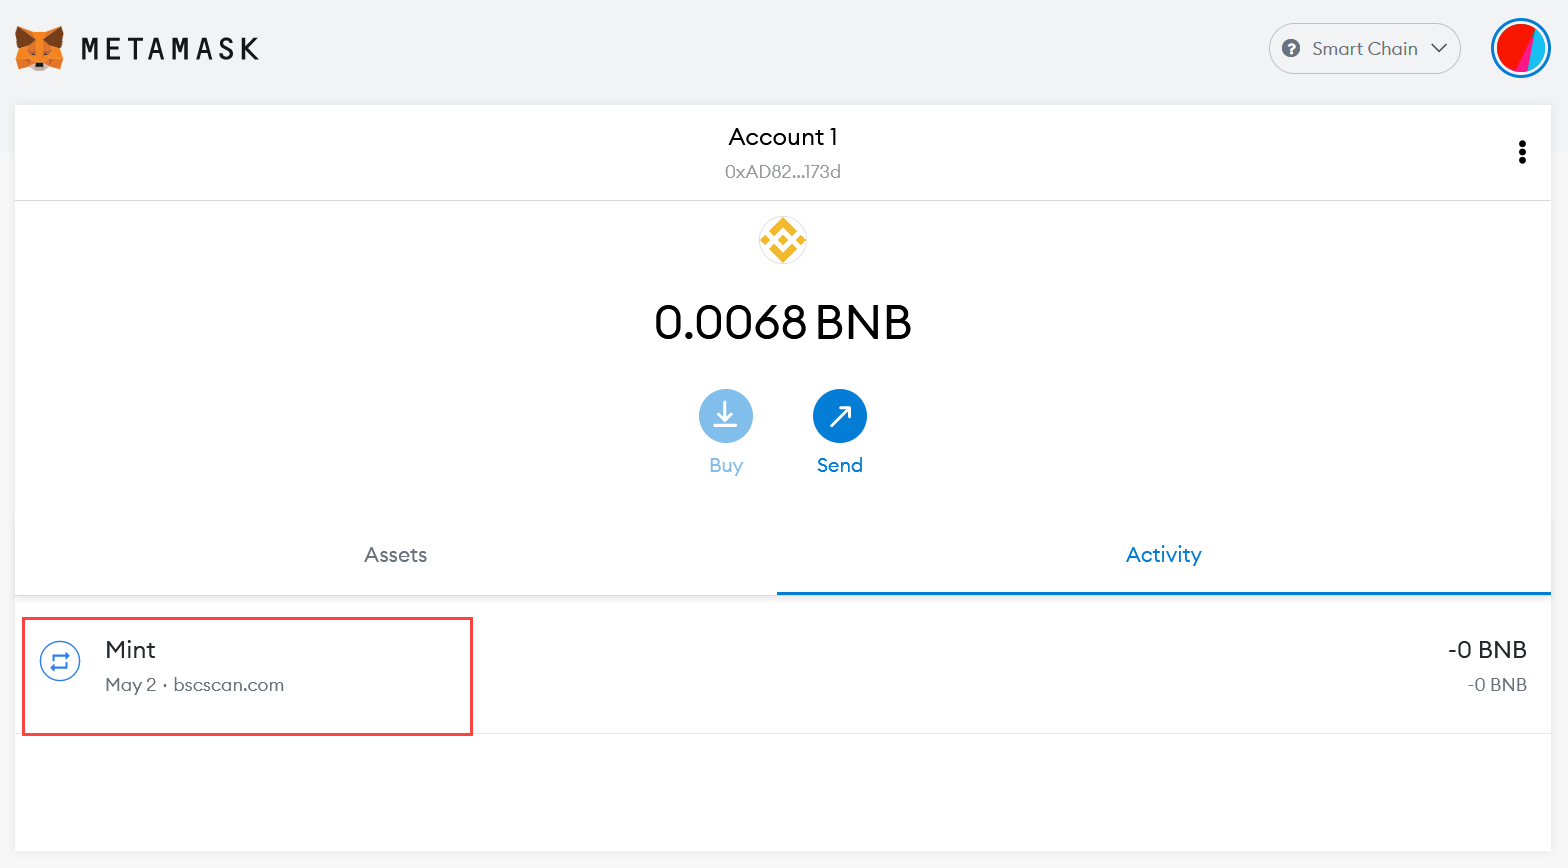 METAMASK
? Smart Chain
Account 1
0xAD82...173d
0.0068 BNB
Buy
Send
Assets
Activity
Mint
-0 BNB
May 2 · bscscan.com
-0 BNB